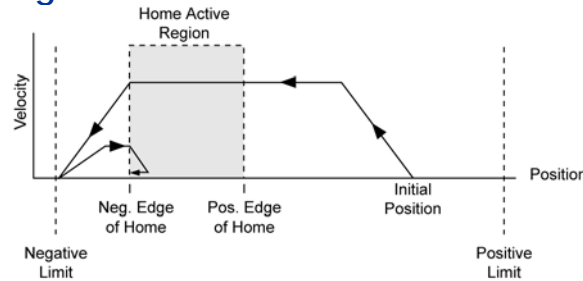 Home Active
Region
Velocity
Position
Initial
Position
Neg. Edge
of Home
Pos. Edge
of Home
Negative
Limit
Positive
Limit